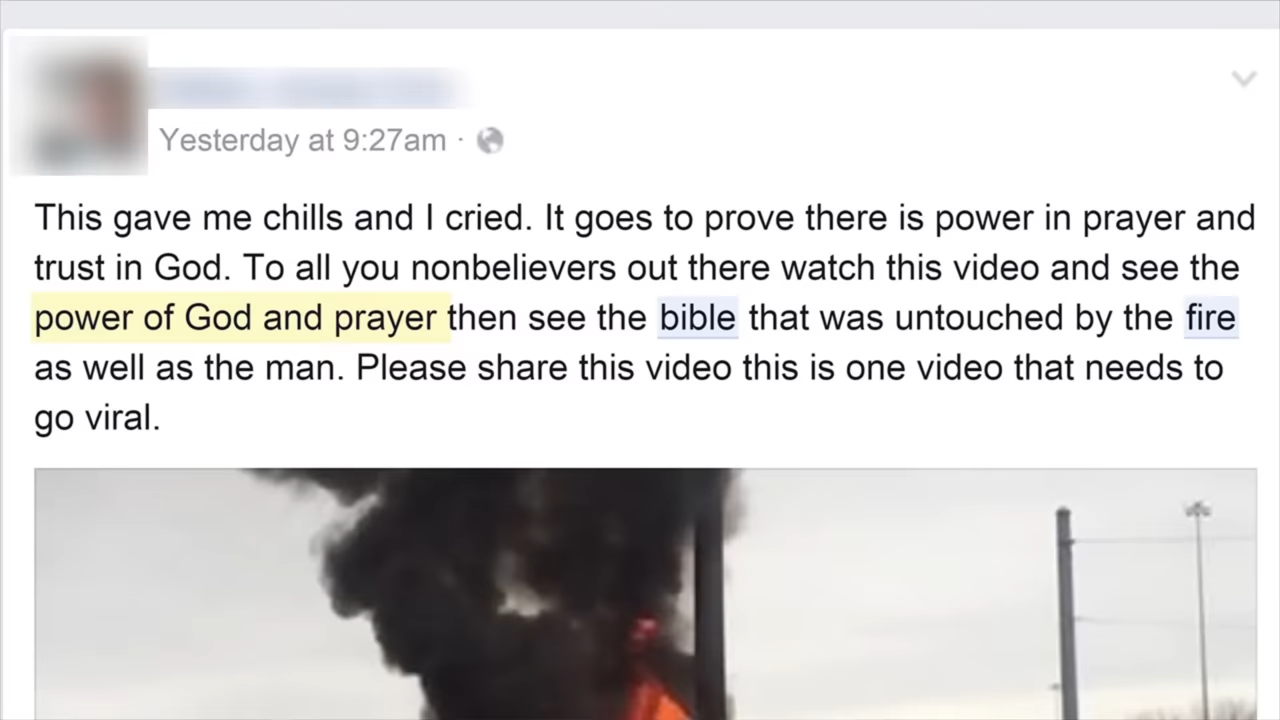 Yesterday at 9:27am ·
This gave me chills and I cried. It goes to prove there is power in prayer and
trust in God. To all you nonbelievers out there watch this video and see the
power of God and prayer then see the bible that was untouched by the fire
as well as the man. Please share this video this is one video that needs to
go viral.